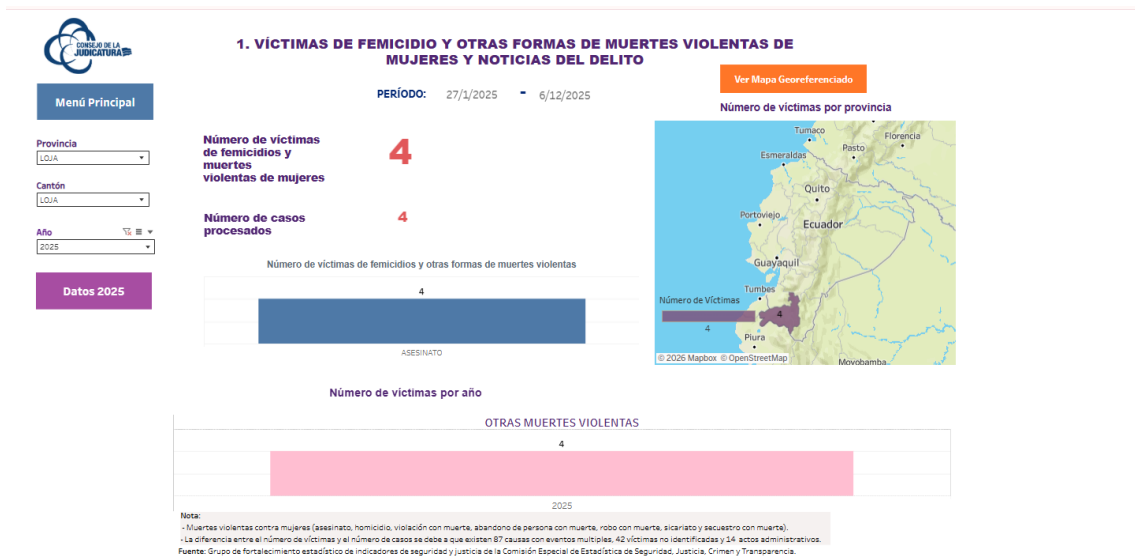 CONSEJO DE LA
JUDICATURA
1. VÍCTIMAS DE FEMICIDIO Y OTRAS FORMAS DE MUERTES VIOLENTAS DE
MUJERES Y NOTICIAS DEL DELITO
Ver Mapa Georeferenciado
Menú Principal
PERÍODO: 27/1/2025 - 6/12/2025
Número de victimas por provincia
Provincia
LOJA
Cantón
LOJA
Año
2025
Datos 2025
Número de víctimas
de femicidios y
muertes
violentas de mujeres
4
Número de casos
procesados
4
Número de víctimas de femicidios y otras formas de muertes violentas
4
ASESINATO
Tumaco
Florencia
Pasto
Esmeraldas
Quito
Portoviejo
Ecuador
Guayaquil
Tumbes
Número de Víctimas
4
4
Piura
© 2026 Mapbox © OpenStreetMap
Moyobamba
Número de víctimas por año
OTRAS MUERTES VIOLENTAS
4
2025
Nota:
- Muertes violentas contra mujeres (asesinato, homicidio, violación con muerte, abandono de persona con muerte, robo con muerte, sicariato y secuestro con muerte).
- La diferencia entre el número de víctimas y el número de casos se debe a que existen 87 causas con eventos multiples, 42 víctimas no identificadas y 14 actos administrativos.
Fuente: Grupo de fortalecimiento estadístico de indicadores de seguridad y justicia de la Comisión Especial de Estadística de Seguridad, Justicia, Crimen y Transparencia.